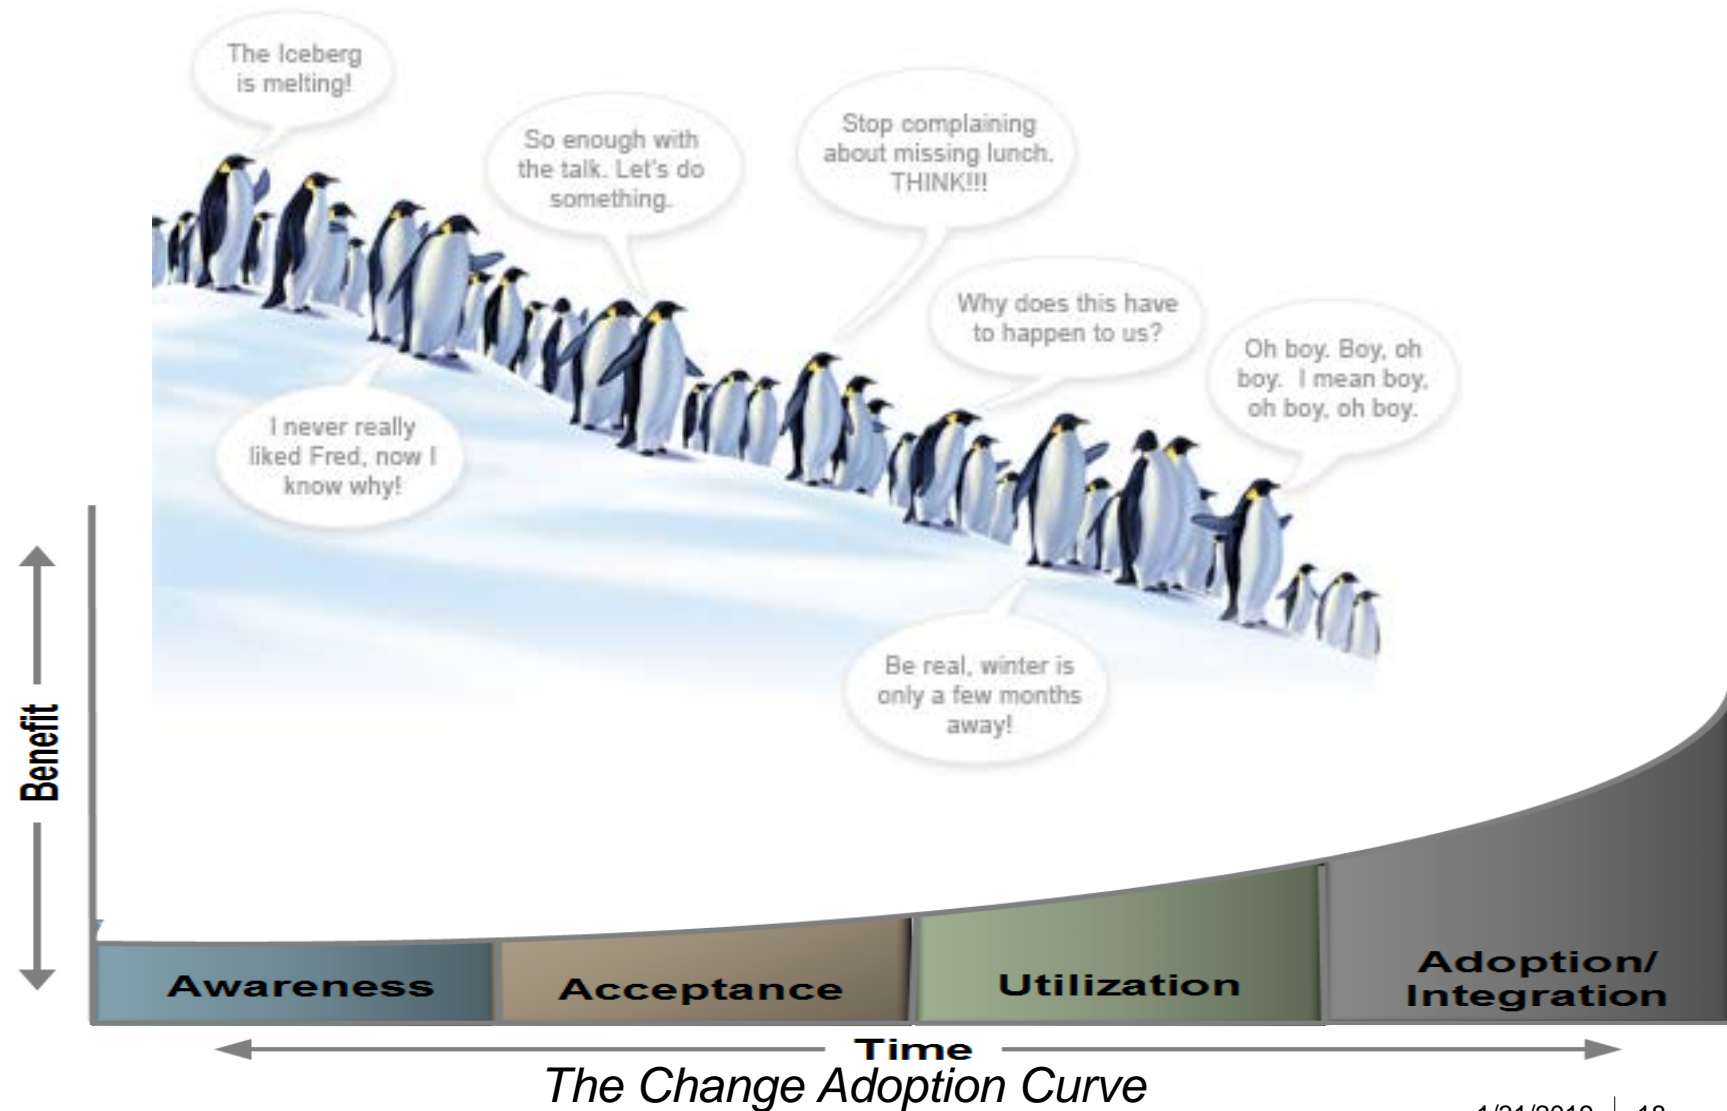 The Iceberg
is melting!
So enough with
the talk. Let's do
something.
Stop complaining
about missing lunch.
THINK!!!
Why does this have
to happen to us?
Oh boy. Boy, oh
boy. I mean boy,
oh boy, oh boy.
I never really
liked Fred, now I
know why!
Be real, winter is
only a few months
away!
Benefit
Awareness
Acceptance
Utilization
Adoption/
Integration
Time
The Change Adoption Curve